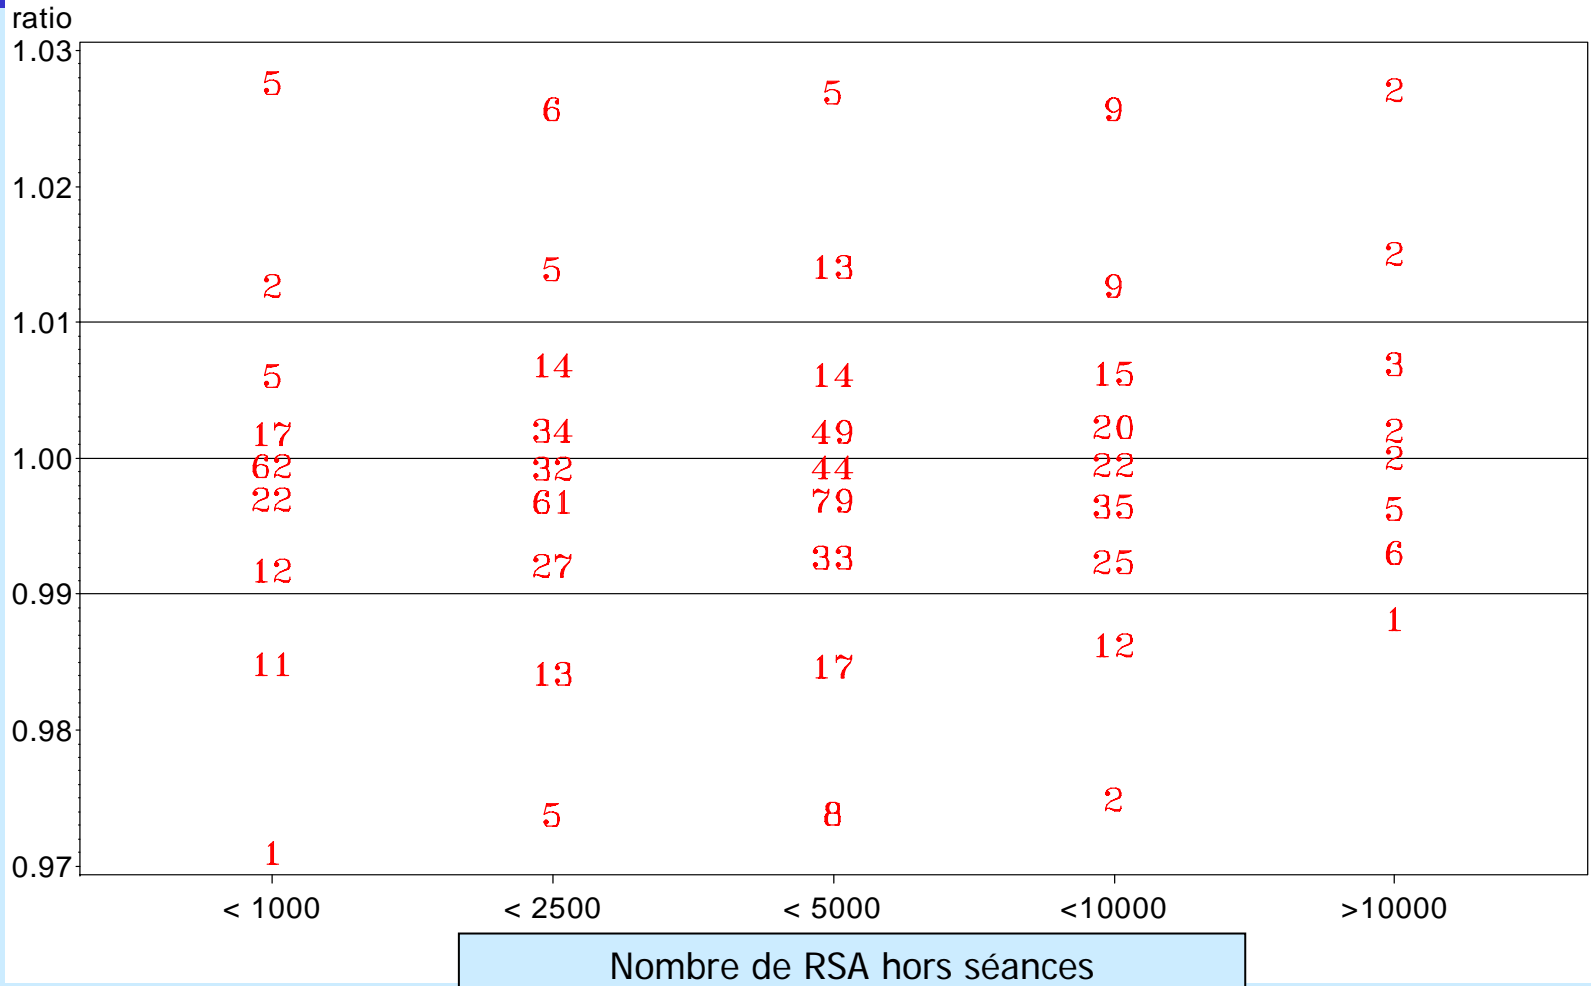 ratio
1.03
5 6 5 9 2
1.02
2 5 13 9 2
1.01
5 14 14 15 3
17 34 49 20 2
1.00
62 32 44 22 2
22 61 79 35 5
12 27 33 25 6
0.99
11 13 17 12 1
0.98
5 8 2
1
0.97
< 1000 < 2500 < 5000 <10000 >10000
Nombre de RSA hors séances